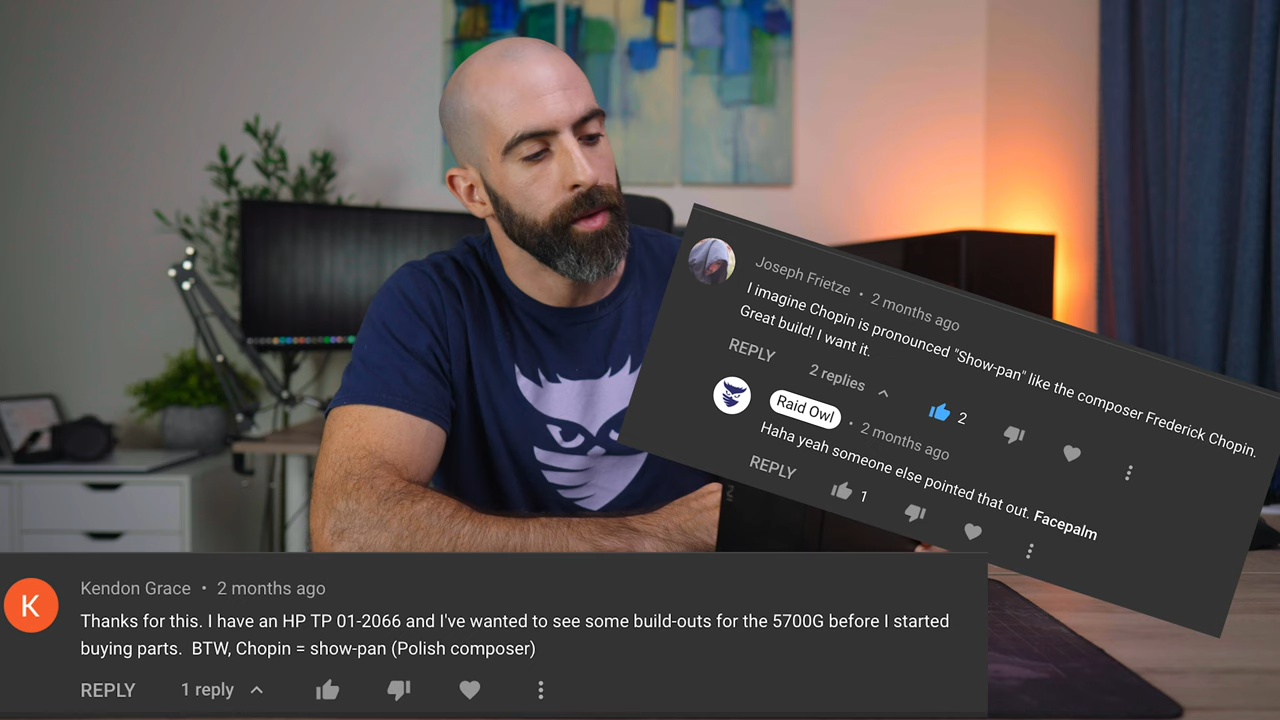 Joseph Frietze • 2 months ago
I imagine Chopin is pronounced "Show-pan" like the composer Frederick Chopin.
Great build! I want it.
REPLY
2 replies
2
Raid Owl • 2 months ago
Haha yeah someone else pointed that out. Facepalm
REPLY
1
K
Kendon Grace • 2 months ago
Thanks for this. I have an HP TP 01-2066 and I've wanted to see some build-outs for the 5700G before I started
buying parts. BTW, Chopin = show-pan (Polish composer)
REPLY
1 reply